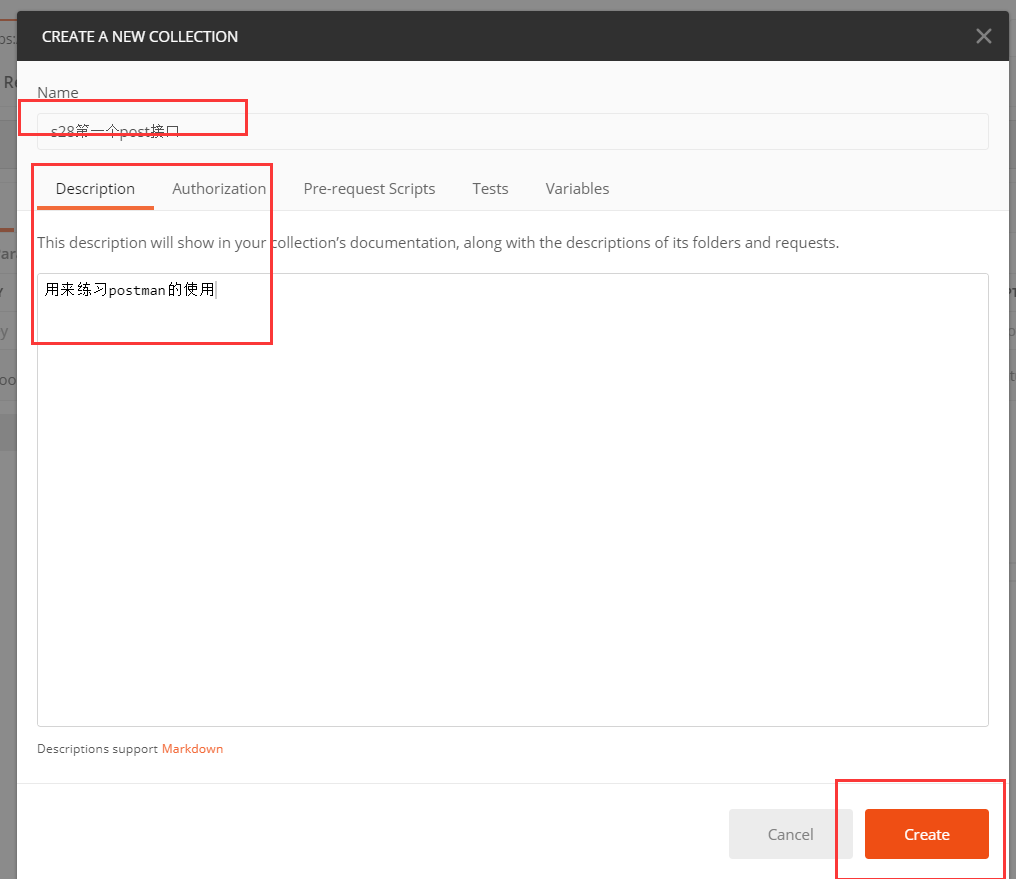 CREATE A NEW COLLECTION
Name
s28第一个post接口
Description Authorization Pre-request Scripts Tests Variables
This description will show in your collection’s documentation, along with the descriptions of its folders and requests.
用来练习postman的使用
Descriptions support Markdown
Cancel Create